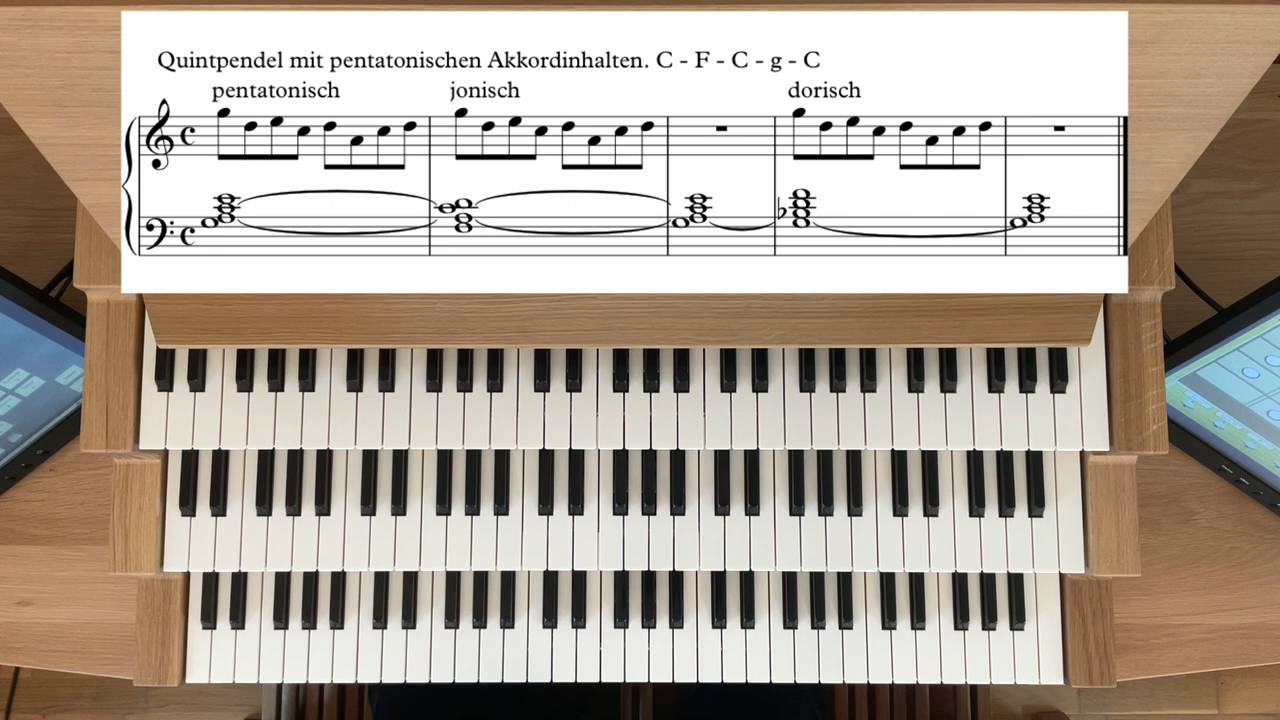 Quintpendel mit pentatonischen Akkordinhalten. C - F - C - g - C
pentatonisch jonisch dorisch